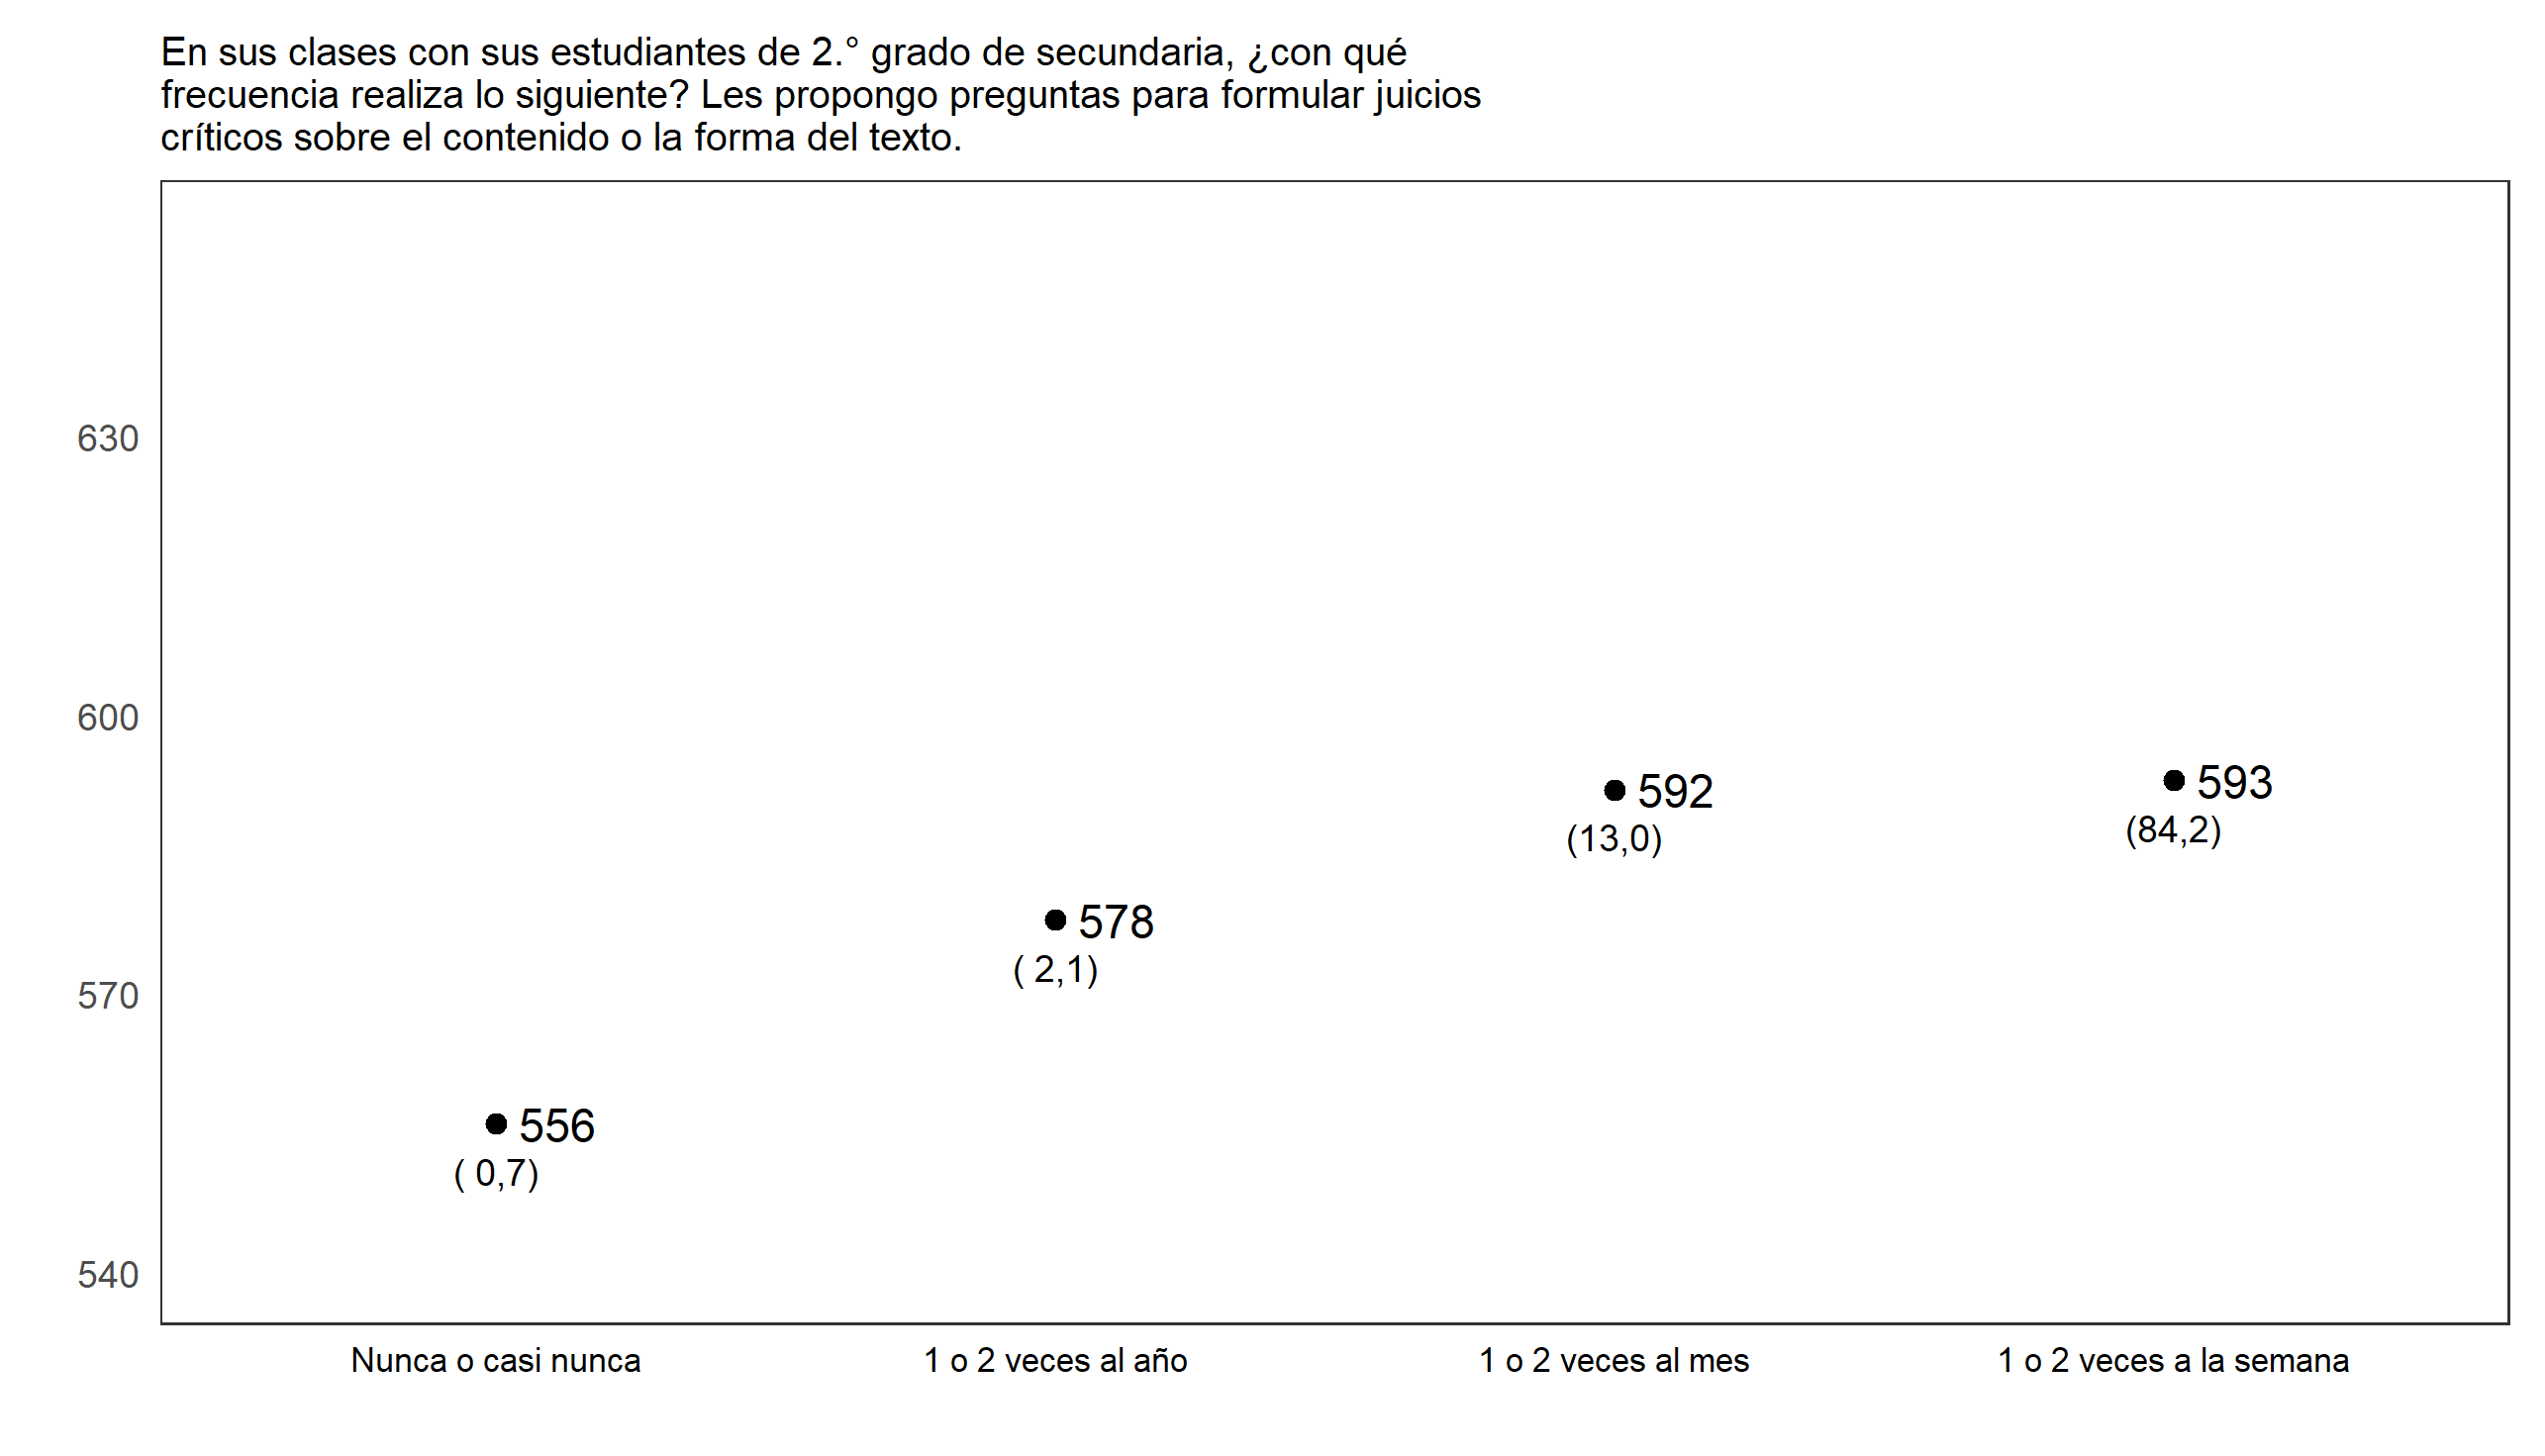 En sus clases con sus estudiantes de 2.° grado de secundaria, ¿con qué
frecuencia realiza lo siguiente? Les propongo preguntas para formular juicios
críticos sobre el contenido o la forma del texto.
630
600
570
540
556
( 0,7)
578
( 2,1)
592
(13,0)
593
(84,2)
Nunca o casi nunca
1 o 2 veces al año
1 o 2 veces al mes
1 o 2 veces a la semana